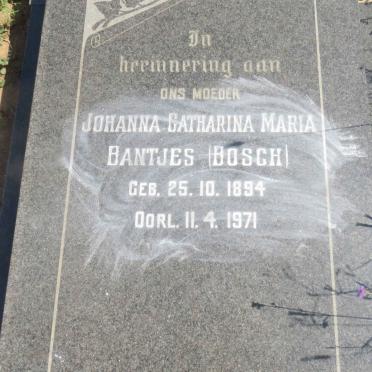 In
herinnering aan
ONS MOEDER
JOHANNA CATHARINA MARIA
BANTJES (BOSCH)
GEB. 25. 10. 1894
OORL. 11. 4. 1971